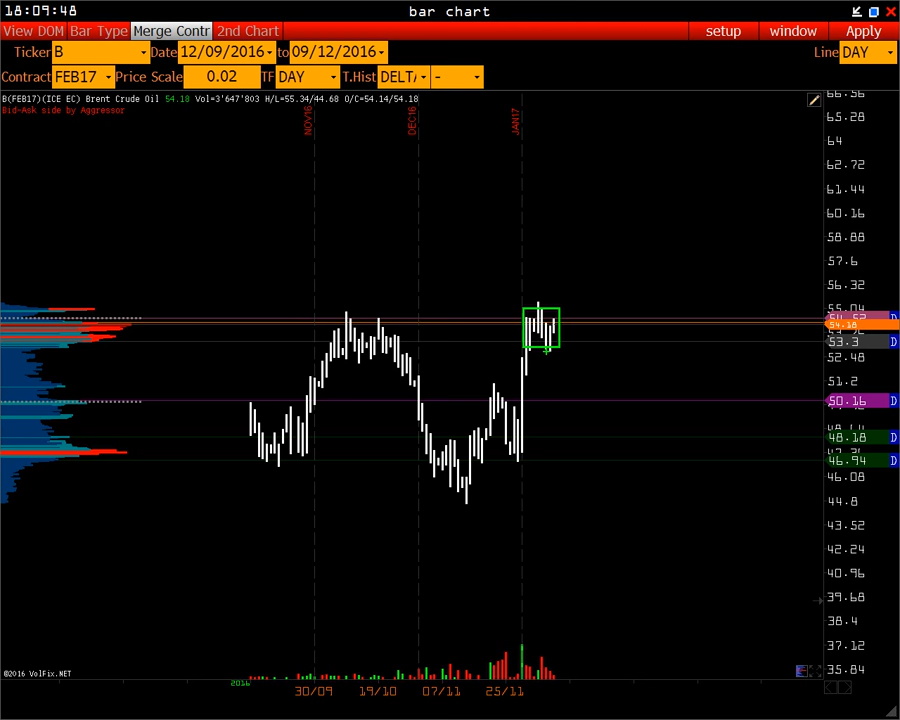 18:09:48 bar chart
View DOM Bar Type Merge Contr 2nd Chart setup window Apply
Ticker B Date 12/09/2016 to 09/12/2016 Line DAY
Contract FEB17 Price Scale 0.02 TF DAY T.Hist DELT -
B(FEB17)(ICE EC) Brent Crude Oil 54.18 Vol=3'647'803 H/L=55.34/44.68 O/C=54.14/54.18
Bid-Ask side by Aggressor
NOV16 DEC16 JAN17
66.56
65.28
64
62.72
61.44
60.16
58.88
57.6
56.32
55.04
54.52 D
54.18
53.3 D
52.48
51.2
50.16 D
48.18 D
46.94 D
46.08
44.8
43.52
42.24
40.96
39.68
38.4
37.12
35.84
©2016 VolFix.NET
2016
30/09 19/10 07/11 25/11